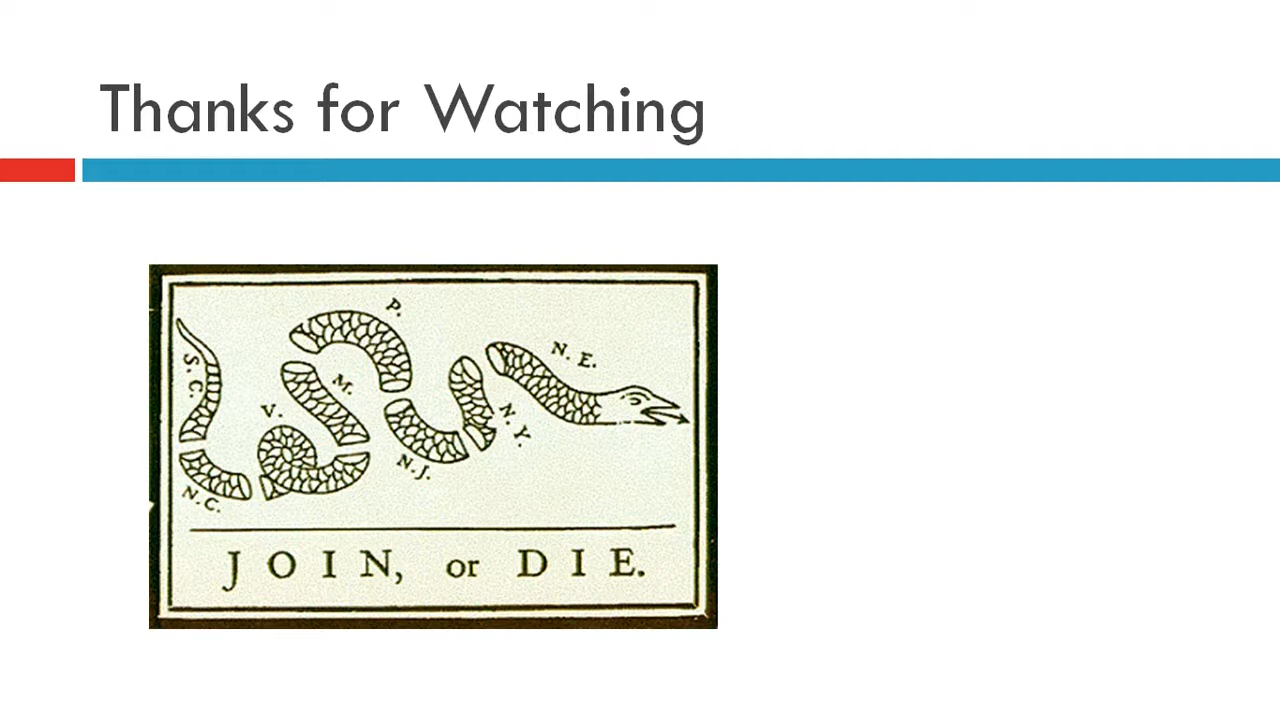 Thanks for Watching
P.
N. E.
S. C.
M.
V.
N. Y.
N. J.
N. C.
JOIN, or DIE.